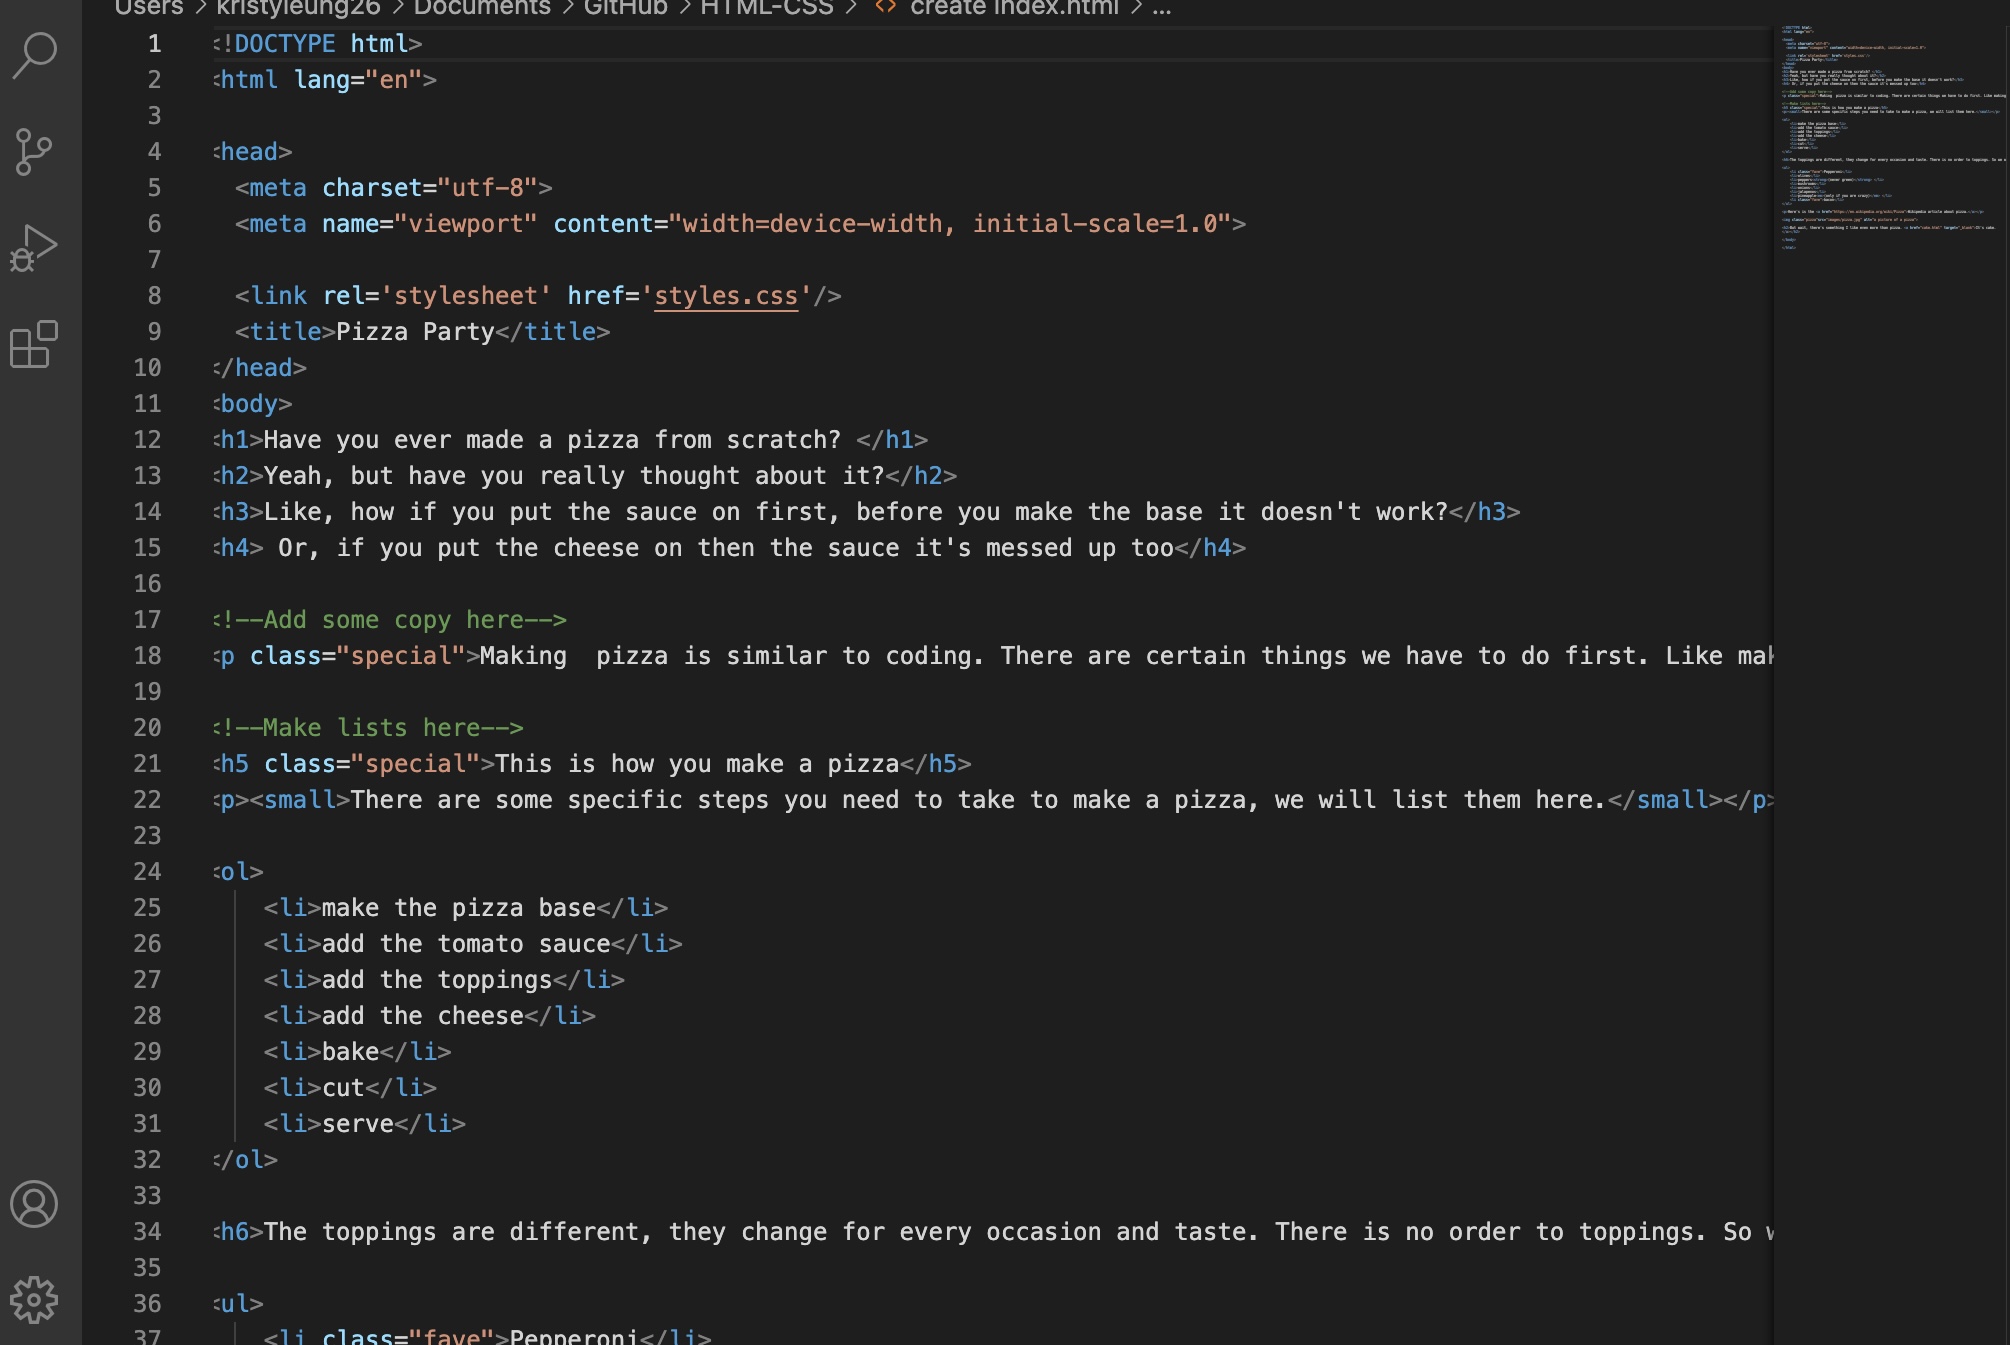 Users > kristyleung26 > Documents > GitHub > HTML-CSS > <> create index.html > ...
1 <!DOCTYPE html>
2 <html lang="en">
3
4 <head>
5 <meta charset="utf-8">
6 <meta name="viewport" content="width=device-width, initial-scale=1.0">
7
8 <link rel='stylesheet' href='styles.css'/>
9 <title>Pizza Party</title>
10 </head>
11 <body>
12 <h1>Have you ever made a pizza from scratch? </h1>
13 <h2>Yeah, but have you really thought about it?</h2>
14 <h3>Like, how if you put the sauce on first, before you make the base it doesn't work?</h3>
15 <h4> Or, if you put the cheese on then the sauce it's messed up too</h4>
16
17 <!--Add some copy here-->
18 <p class="special">Making  pizza is similar to coding. There are certain things we have to do first. Like mak
19
20 <!--Make lists here-->
21 <h5 class="special">This is how you make a pizza</h5>
22 <p><small>There are some specific steps you need to take to make a pizza, we will list them here.</small></p>
23
24 <ol>
25 <li>make the pizza base</li>
26 <li>add the tomato sauce</li>
27 <li>add the toppings</li>
28 <li>add the cheese</li>
29 <li>bake</li>
30 <li>cut</li>
31 <li>serve</li>
32 </ol>
33
34 <h6>The toppings are different, they change for every occasion and taste. There is no order to toppings. So w
35
36 <ul>
37 <li class="fave">Pepperoni</li>